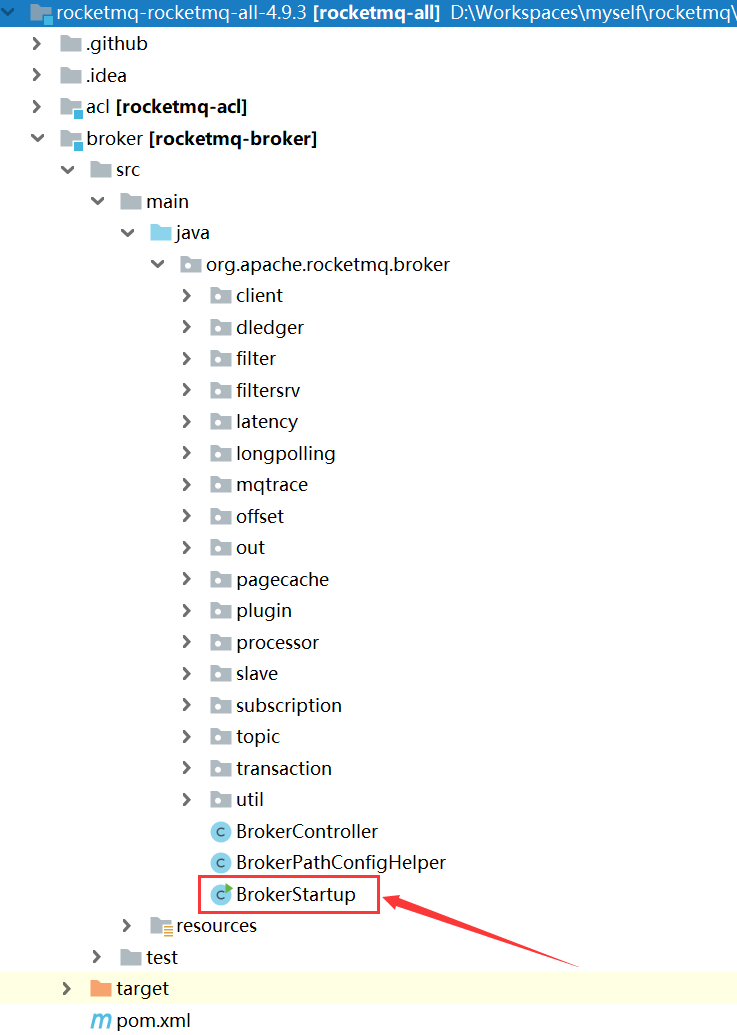 rocketmq-rocketmq-all-4.9.3 [rocketmq-all] D:\Workspaces\myself\rocketmq\
.github
.idea
acl [rocketmq-acl]
broker [rocketmq-broker]
src
main
java
org.apache.rocketmq.broker
client
dledger
filter
filtersrv
latency
longpolling
mqtrace
offset
out
pagecache
plugin
processor
slave
subscription
topic
transaction
util
C BrokerController
C BrokerPathConfigHelper
C BrokerStartup
resources
test
target
m pom.xml